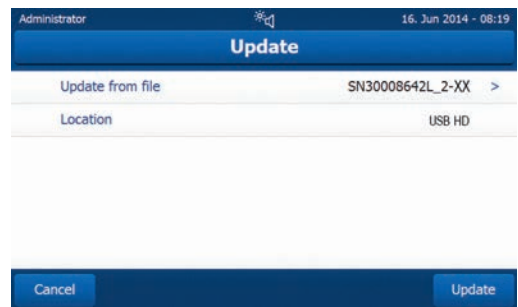 Administrator 16. Jun 2014 - 08:19
Update
Update from file SN30008642L_2-XX >
Location USB HD
Cancel Update